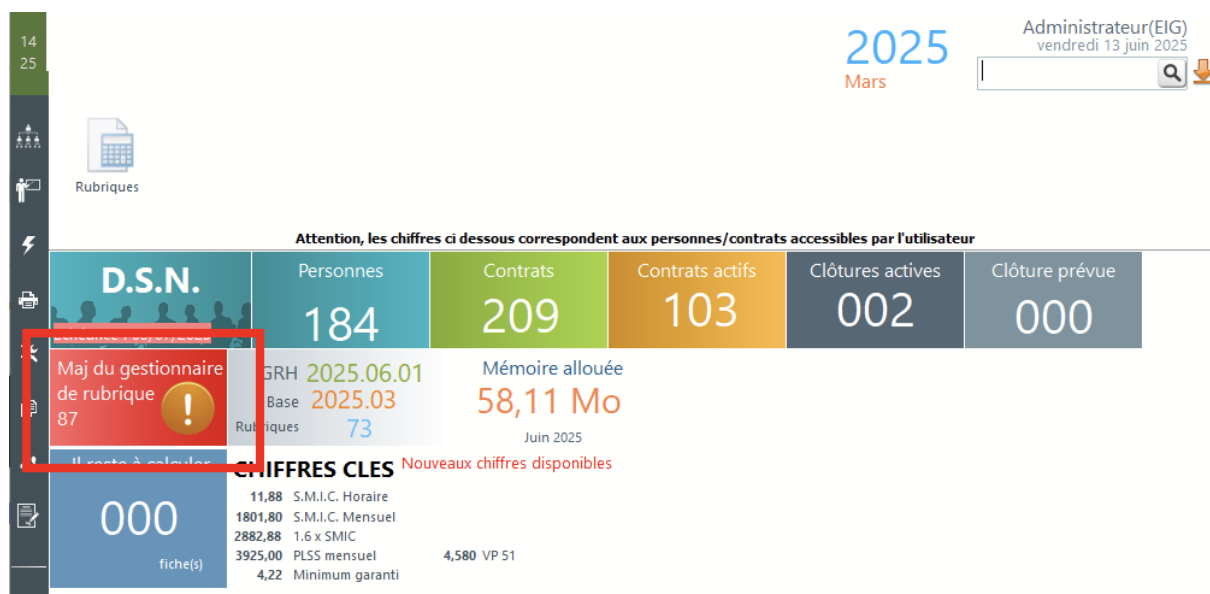 14
25
2025
Mars
Administrateur(EIG)
vendredi 13 juin 2025
Rubriques
Attention, les chiffres ci dessous correspondent aux personnes/contrats accessibles par l'utilisateur
D.S.N.
Personnes
184
Contrats
209
Contrats actifs
103
Clôtures actives
002
Clôture prévue
000
Maj du gestionnaire
de rubrique
87
GRH 2025.06.01
Base 2025.03
Rubriques 73
Mémoire allouée
58,11 Mo
Juin 2025
Il reste à calculer
000
fiche(s)
CHIFFRES CLES Nouveaux chiffres disponibles
11,88 S.M.I.C. Horaire
1801,80 S.M.I.C. Mensuel
2882,88 1.6 x SMIC
3925,00 PLSS mensuel 4,580 VP 51
4,22 Minimum garanti